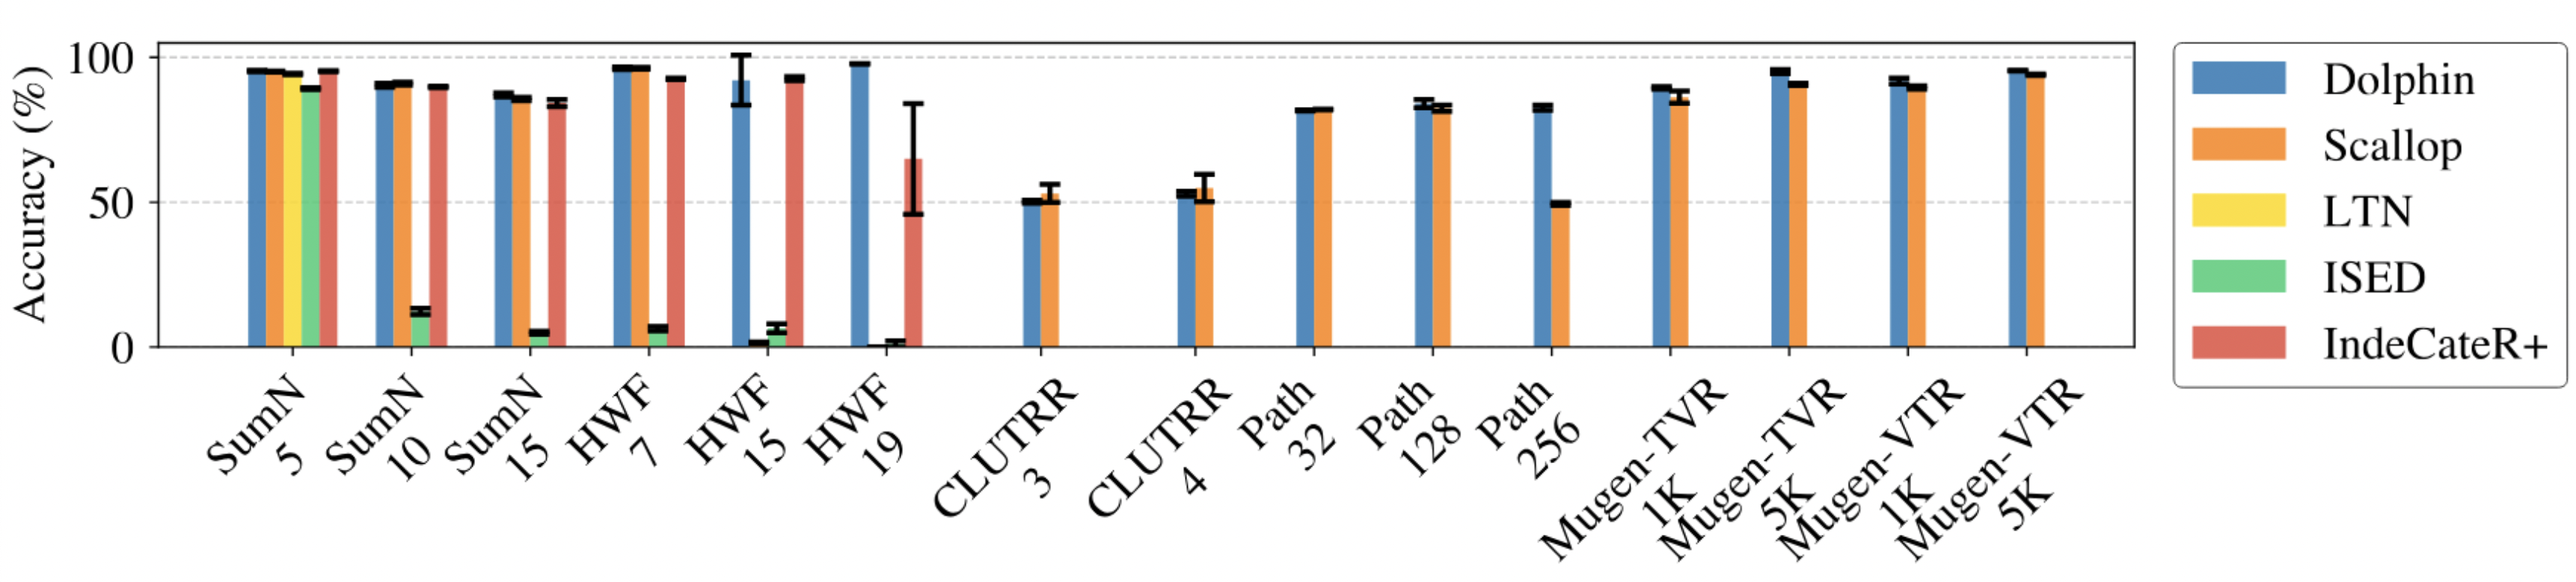 Accuracy (%)
100
50
0
SumN
5
SumN
10
SumN
15
HWF
7
HWF
15
HWF
19
CLUTRR
3
CLUTRR
4
Path
32
Path
128
Path
256
Mugen-TVR
1K
Mugen-TVR
5K
Mugen-VTR
1K
Mugen-VTR
5K
Dolphin
Scallop
LTN
ISED
IndeCateR+